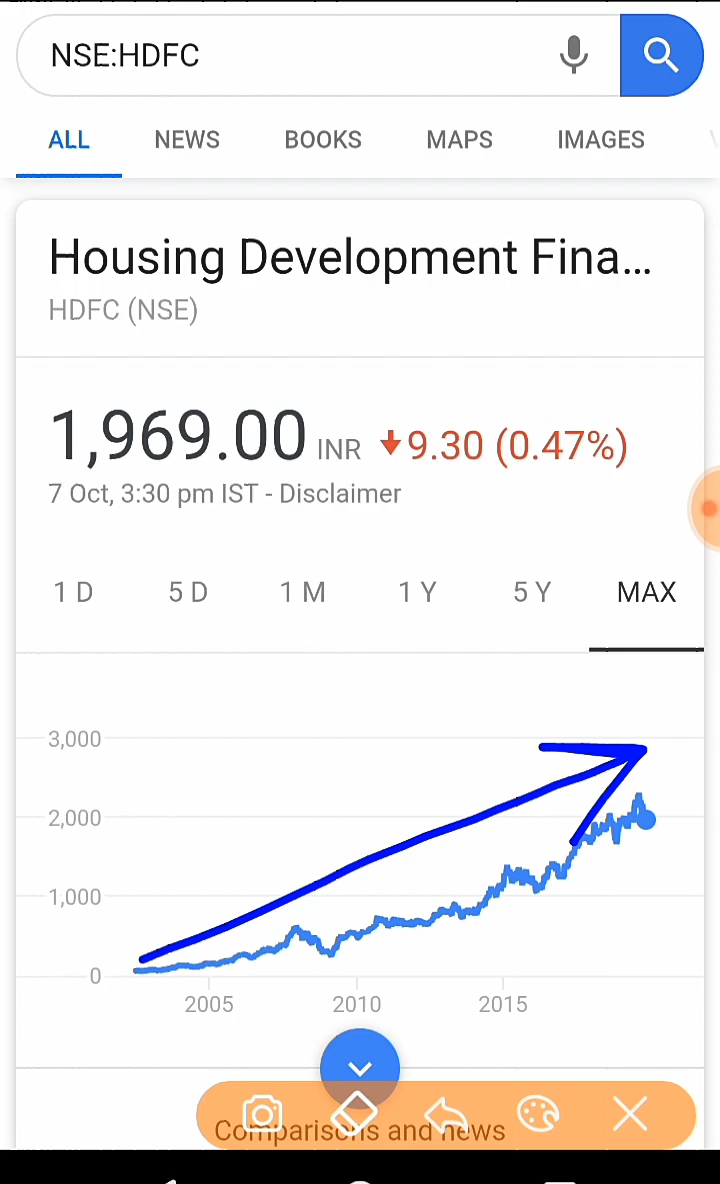 NSE:HDFC
ALL NEWS BOOKS MAPS IMAGES
Housing Development Fina...
HDFC (NSE)
1,969.00 INR 9.30 (0.47%)
7 Oct, 3:30 pm IST - Disclaimer
1 D 5 D 1 M 1 Y 5 Y MAX
3,000
2,000
1,000
0
2005 2010 2015
Comparisons and news